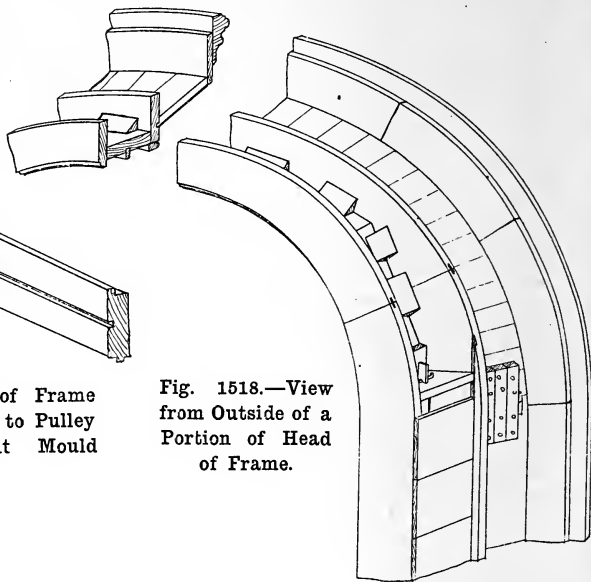 of Frame
to Pulley
t Mould
Fig. 1518.—View
from Outside of a
Portion of Head
of Frame.